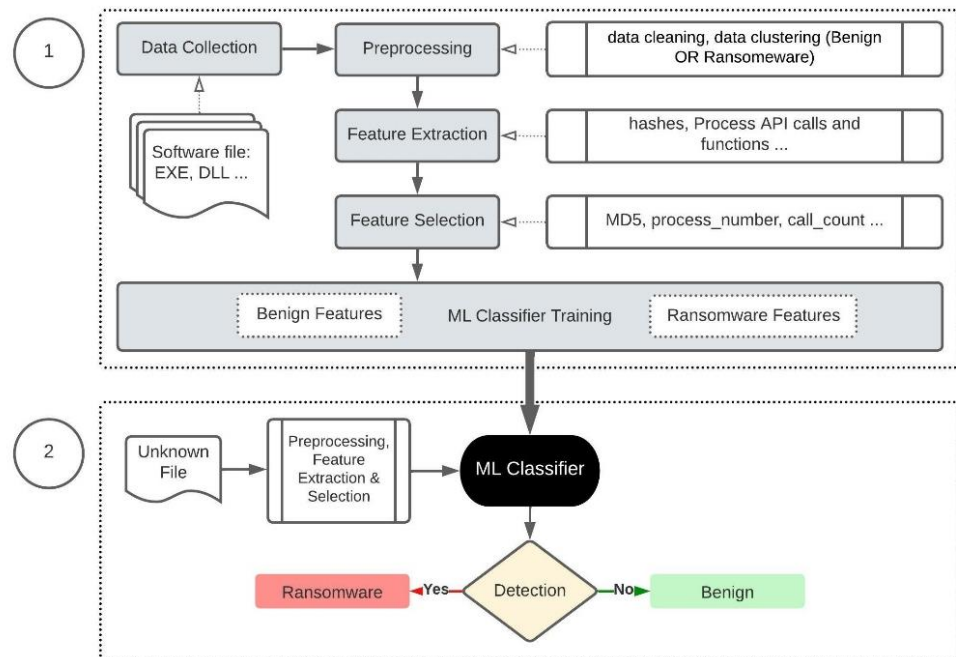 1
Data Collection
Preprocessing
data cleaning, data clustering (Benign
OR Ransomeware)
Software file:
EXE, DLL ...
Feature Extraction
hashes, Process API calls and
functions ...
Feature Selection
MD5, process_number, call_count ...
Benign Features
ML Classifier Training
Ransomware Features
2
Unknown
File
Preprocessing,
Feature
Extraction &
Selection
ML Classifier
Detection
Yes
Ransomware
No
Benign